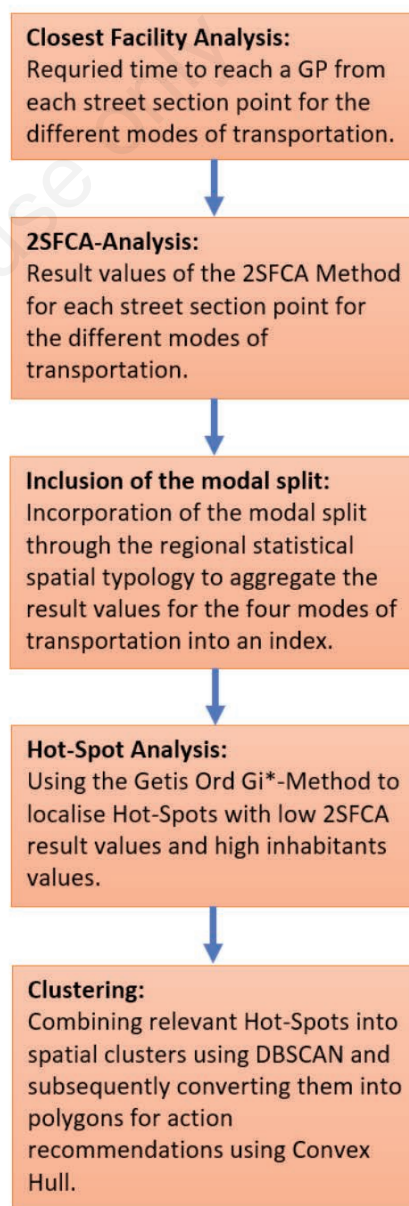 Closest Facility Analysis:
Requried time to reach a GP from
each street section point for the
different modes of transportation.
2SFCA-Analysis:
Result values of the 2SFCA Method
for each street section point for
the different modes of
transportation.
Inclusion of the modal split:
Incorporation of the modal split
through the regional statistical
spatial typology to aggregate the
result values for the four modes of
transportation into an index.
Hot-Spot Analysis:
Using the Getis Ord Gi*-Method to
localise Hot-Spots with low 2SFCA
result values and high inhabitants
values.
Clustering:
Combining relevant Hot-Spots into
spatial clusters using DBSCAN and
subsequently converting them into
polygons for action
recommendations using Convex
Hull.
use only